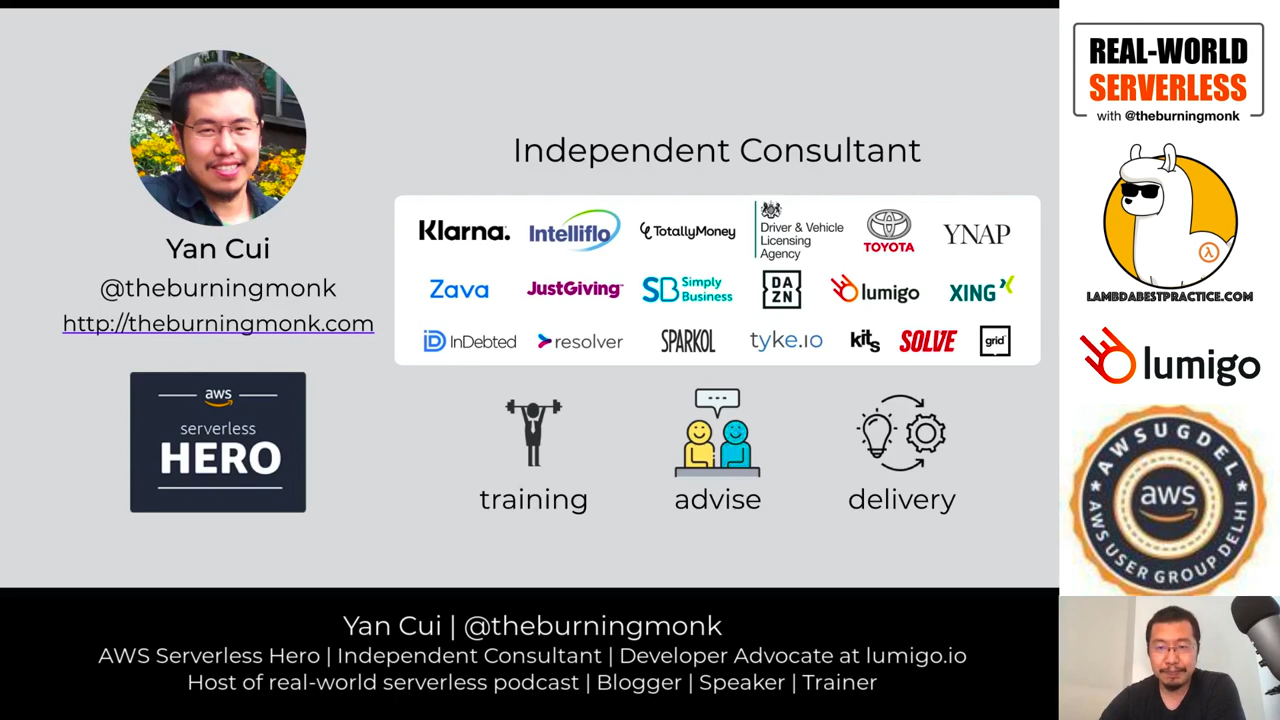 Yan Cui
@theburningmonk
http://theburningmonk.com
aws
serverless
HERO
Independent Consultant
Klarna. Intelliflo TotallyMoney Driver & Vehicle Licensing Agency TOYOTA YNAP
Zava JustGiving SB Simply Business DAZN lumigo XING
InDebted resolver SPARKOL tyke.io kits SOLVE grid
training advise delivery
REAL-WORLD
SERVERLESS
with @theburningmonk
λ
LAMBDABESTPRACTICE.COM
lumigo
AWSUGDEL
aws
AWS USER GROUP DELHI
Yan Cui | @theburningmonk
AWS Serverless Hero | Independent Consultant | Developer Advocate at lumigo.io
Host of real-world serverless podcast | Blogger | Speaker | Trainer